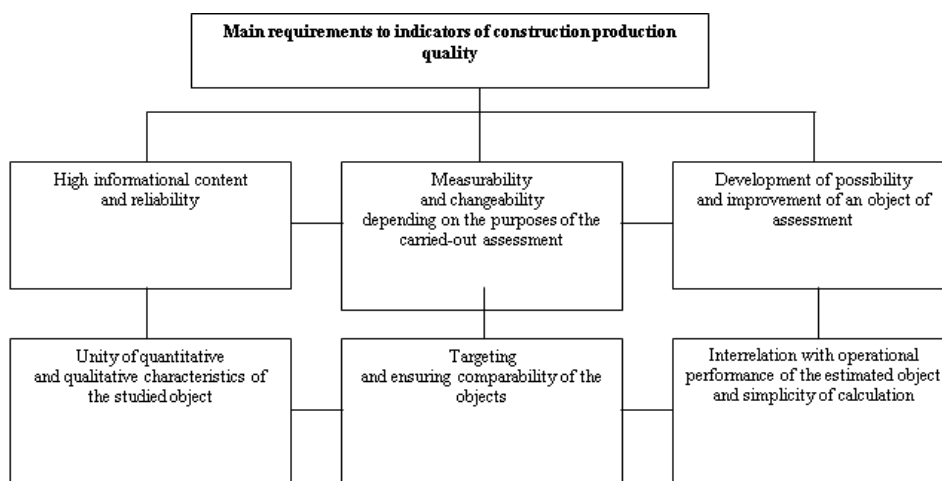 Main requirements to indicators of construction production
quality
High informational content
and reliability
Measurability
and changeability
depending on the purposes of the
carried-out assessment
Development of possibility
and improvement of an object of
assessment
Unity of quantitative
and qualitative characteristics of
the studied object
Targeting
and ensuring comparability of the
objects
Interrelation with operational
performance of the estimated object
and simplicity of calculation